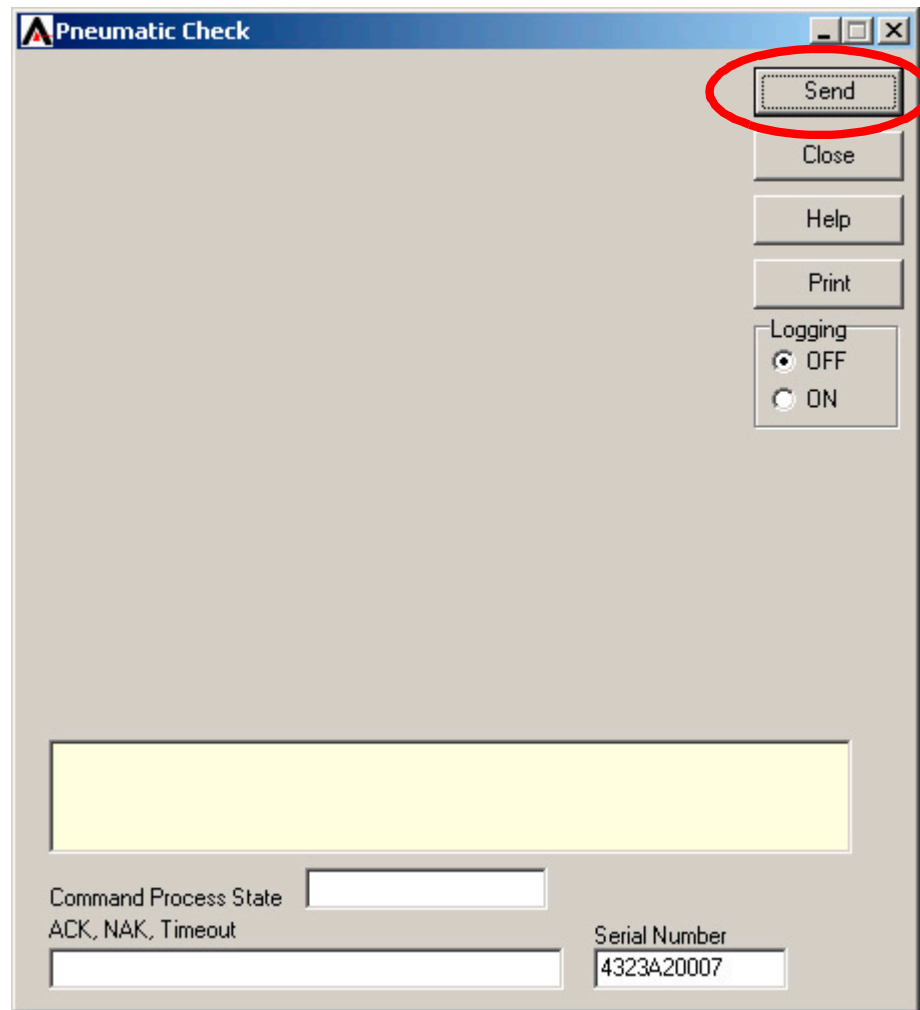 Pneumatic Check
Send
Close
Help
Print
Logging
OFF
ON
Command Process State
ACK, NAK, Timeout
Serial Number
4323A20007